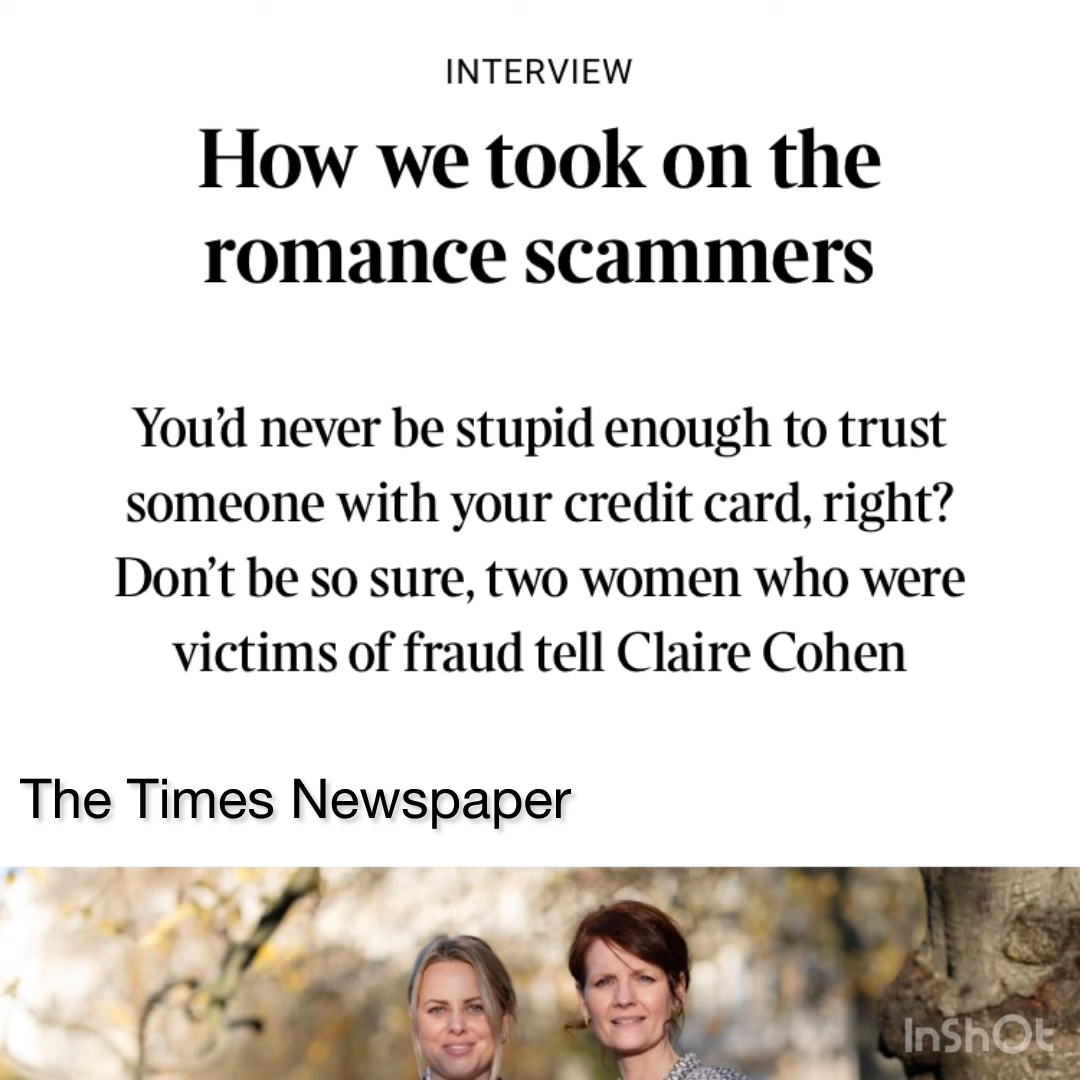 INTERVIEW
How we took on the
romance scammers
You’d never be stupid enough to trust
someone with your credit card, right?
Don’t be so sure, two women who were
victims of fraud tell Claire Cohen
The Times Newspaper
InShOt